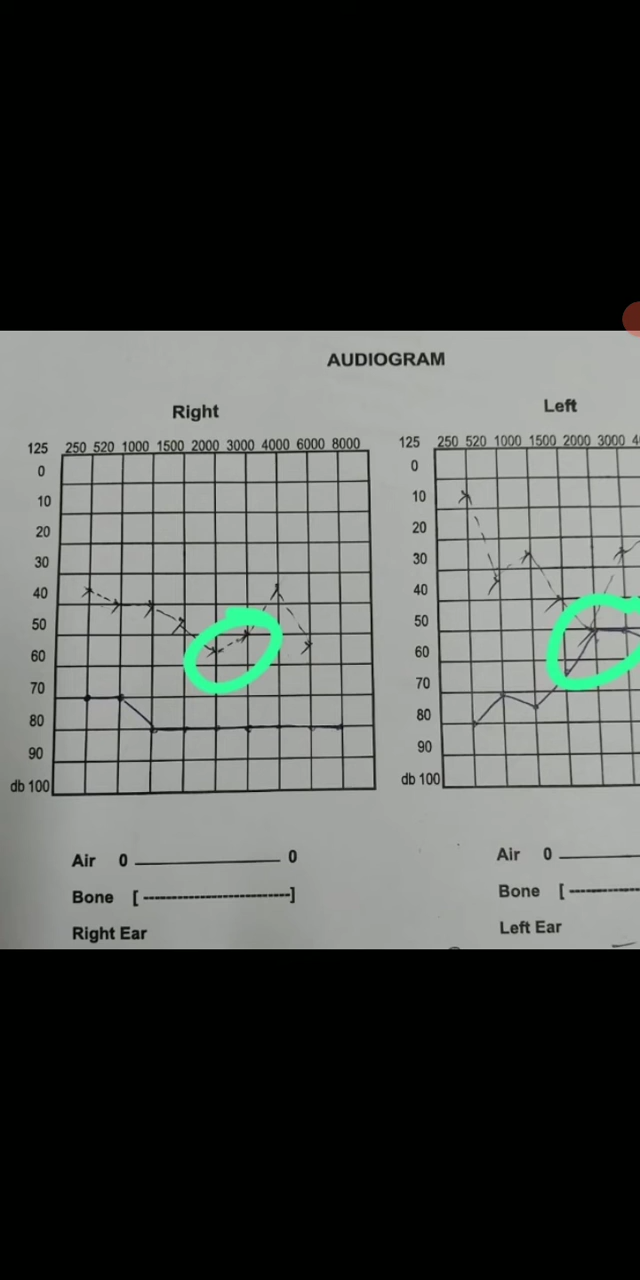 AUDIOGRAM
Right
125 250 520 1000 1500 2000 3000 4000 6000 8000
0
10
20
30
40
50
60
70
80
90
db 100
Air 0 0
Bone [ ]
Right Ear
Left
125 250 520 1000 1500 2000 3000 40
0
10
20
30
40
50
60
70
80
90
db 100
Air 0
Bone [
Left Ear